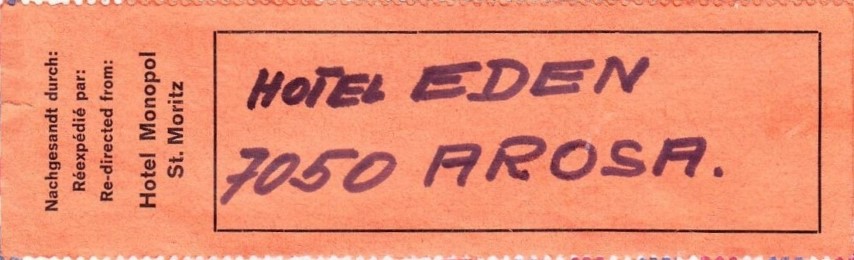 Nachgesandt durch:
Réexpédié par:
Re-directed from:
Hotel Monopol
St. Moritz
HOTEL EDEN
7050 AROSA.